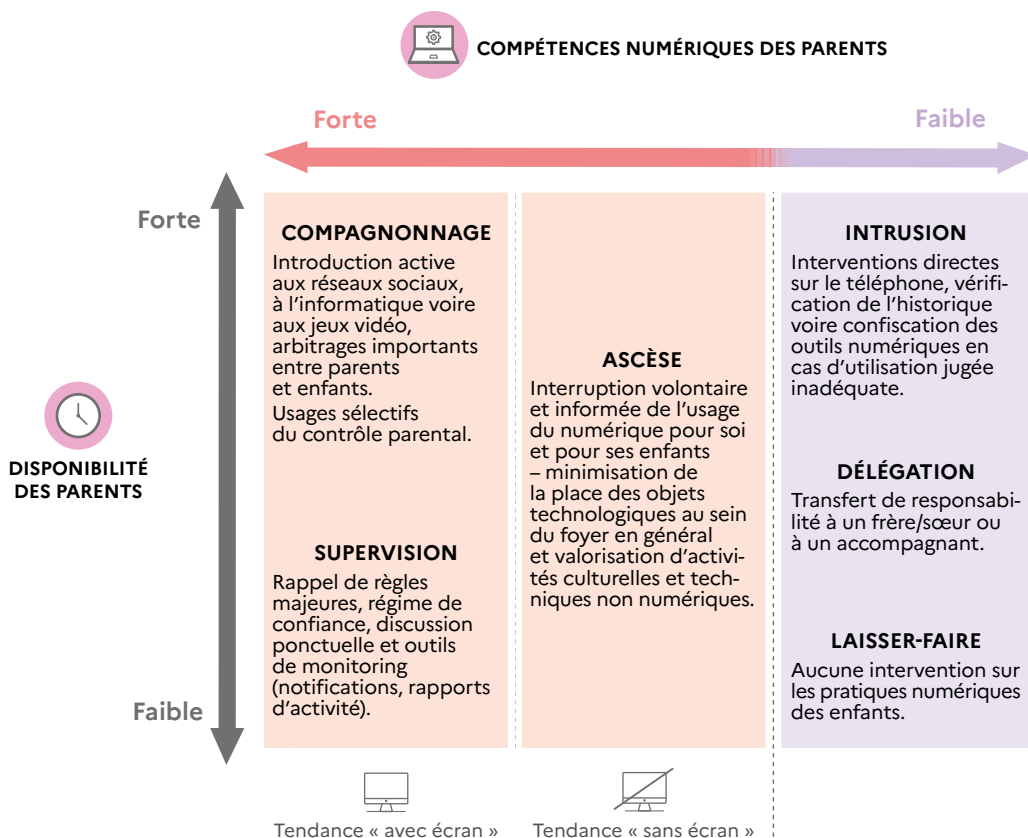 COMPÉTENCES NUMÉRIQUES DES PARENTS
Forte
Faible
Forte
Faible
DISPONIBILITÉ
DES PARENTS
COMPAGNONNAGE
Introduction active
aux réseaux sociaux,
à l’informatique voire
aux jeux vidéo,
arbitrages importants
entre parents
et enfants.
Usages sélectifs
du contrôle parental.
SUPERVISION
Rappel de règles
majeures, régime de
confiance, discussion
ponctuelle et outils
de monitoring
(notifications, rapports
d’activité).
ASCÈSE
Interruption volontaire
et informée de l’usage
du numérique pour soi
et pour ses enfants
– minimisation de
la place des objets
technologiques au sein
du foyer en général
et valorisation d’activi-
tés culturelles et tech-
niques non numériques.
INTRUSION
Interventions directes
sur le téléphone, vérifi-
cation de l’historique
voire confiscation des
outils numériques en
cas d’utilisation jugée
inadéquate.
DÉLÉGATION
Transfert de responsabi-
lité à un frère/sœur ou
à un accompagnant.
LAISSER-FAIRE
Aucune intervention sur
les pratiques numériques
des enfants.
Tendance « avec écran »
Tendance « sans écran »